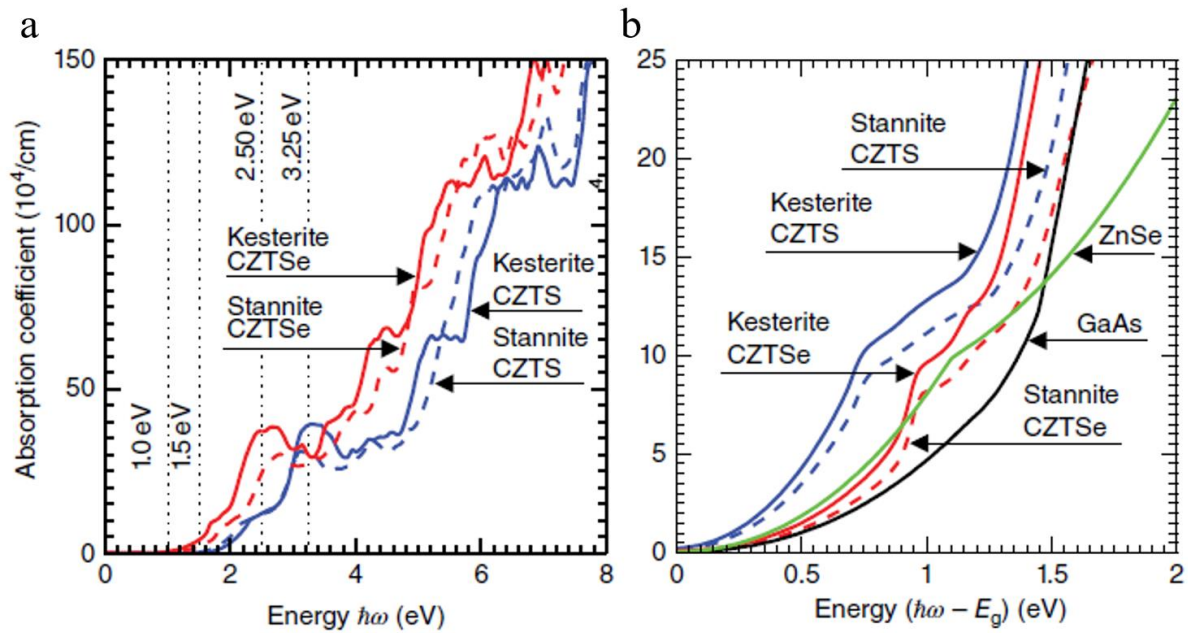 a
150
100
50
0
0
2
4
6
8
Absorption coefficient (10⁴/cm)
Energy ħω (eV)
1.0 eV
1.5 eV
2.50 eV
3.25 eV
Kesterite
CZTSe
Stannite
CZTSe
Kesterite
CZTS
Stannite
CZTS
4
b
25
20
15
10
5
0
0
0.5
1
1.5
2
Energy (ħω – E_g) (eV)
Stannite
CZTS
Kesterite
CZTS
ZnSe
Kesterite
CZTSe
GaAs
Stannite
CZTSe